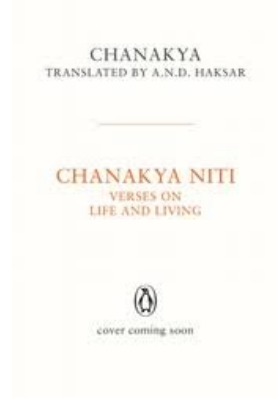 CHANAKYA
TRANSLATED BY A.N.D. HAKSAR
CHANAKYA NITI
VERSES ON
LIFE AND LIVING
cover coming soon